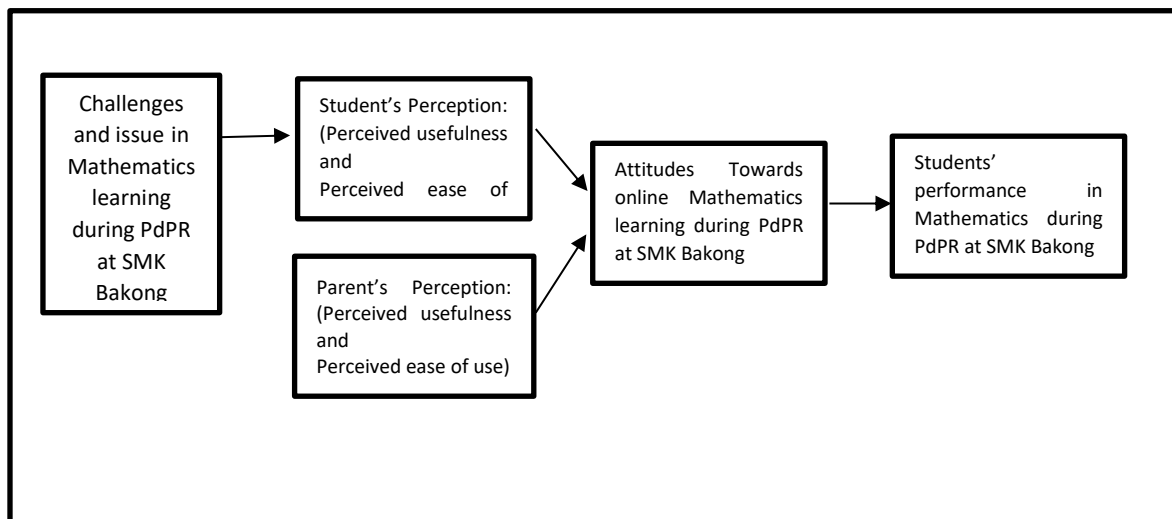 Challenges
and issue in
Mathematics
learning
during PdPR
at SMK
Bakong
Student’s Perception:
(Perceived usefulness
and
Perceived ease of
Parent’s Perception:
(Perceived usefulness
and
Perceived ease of use)
Attitudes Towards
online Mathematics
learning during PdPR
at SMK Bakong
Students’
performance in
Mathematics during
PdPR at SMK Bakong